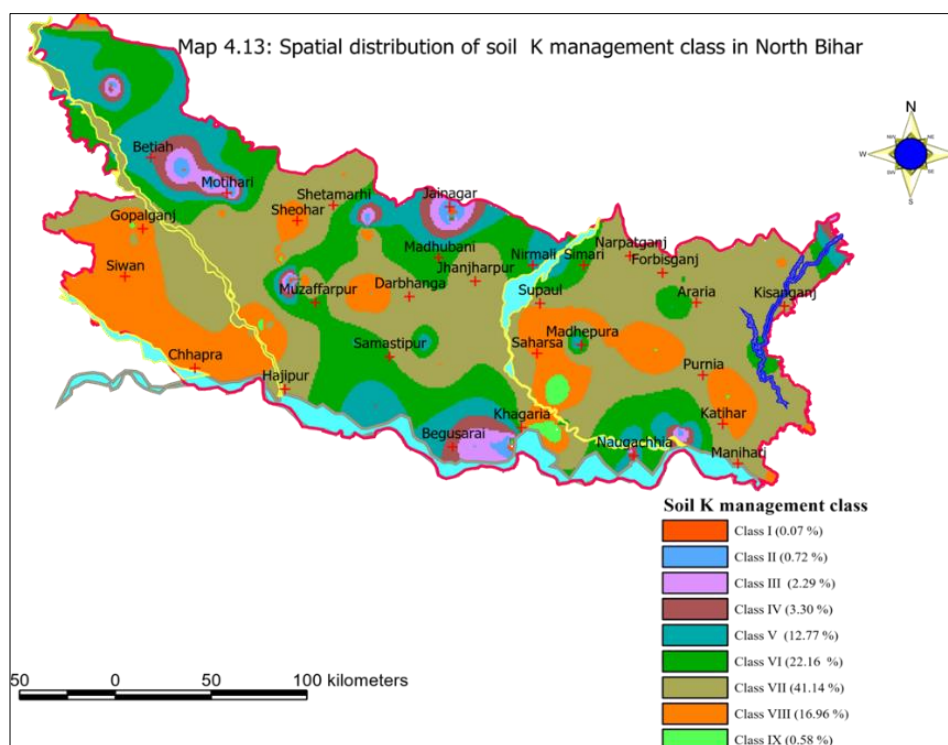 Map 4.13: Spatial distribution of soil K management class in North Bihar
N
W
S
Betiah
Motihari
Shetamarhi
Jainagar
Sheohar
Gopalganj
Madhubani
Narpatganj
Nirmali
Simari
Forbisganj
Siwan
Jhanjharpur
Muzaffarpur
Darbhanga
Supaul
Araria
Kisanganj
Madhepura
Saharsa
Samastipur
Chhapra
Purnia
Hajipur
Khagaria
Katihar
Begusarai
Naugachhia
Manihari
Soil K management class
Class I (0.07 %)
Class II (0.72 %)
Class III (2.29 %)
Class IV (3.30 %)
Class V (12.77 %)
Class VI (22.16 %)
Class VII (41.14 %)
Class VIII (16.96 %)
Class IX (0.58 %)
50 0 50 100 kilometers